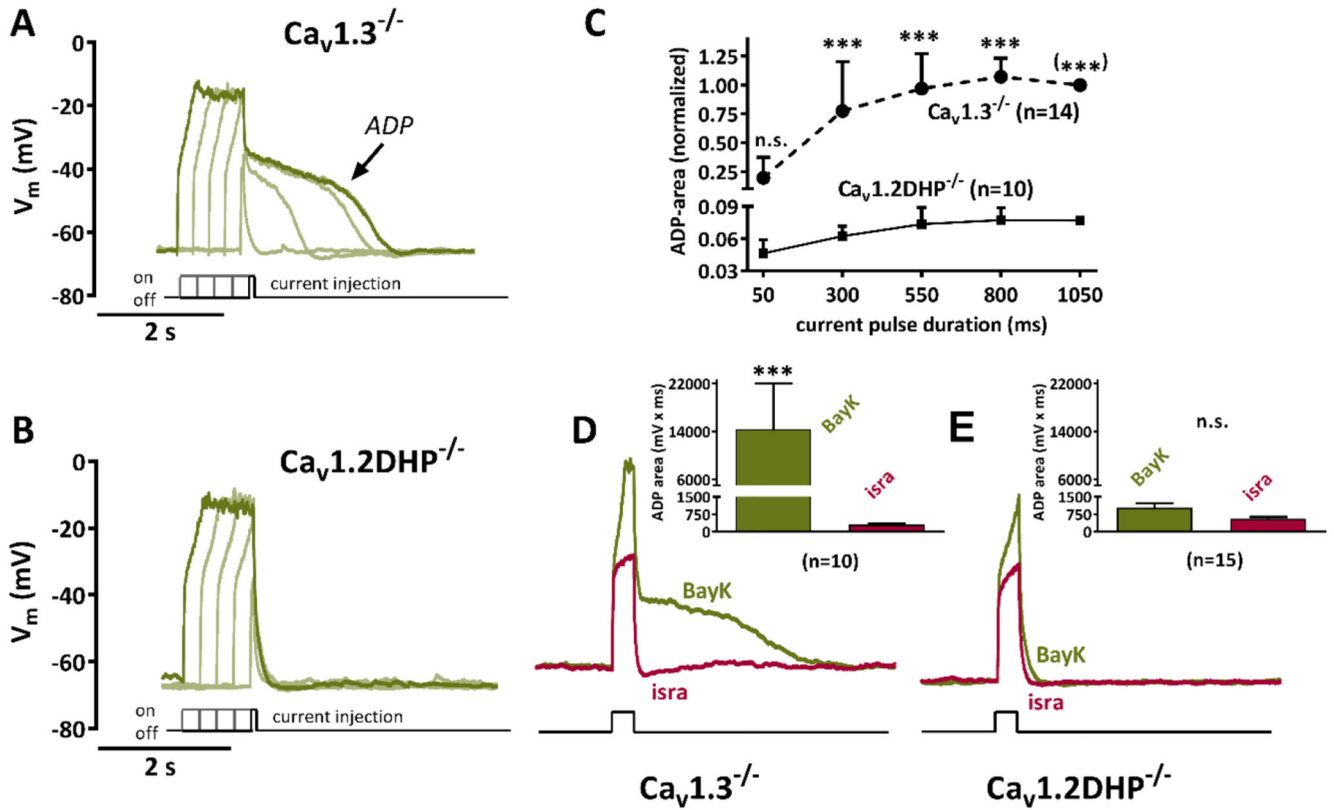 A
Cav1.3-/-
0
-20
-40
-60
-80
Vm (mV)
ADP
on
off
current injection
2 s
C
1.25
1.00
0.75
0.50
0.25
0.09
0.06
0.03
ADP-area (normalized)
n.s.
***
***
***
(***)
Cav1.3-/- (n=14)
Cav1.2DHP-/- (n=10)
50
300
550
800
1050
current pulse duration (ms)
B
Cav1.2DHP-/-
0
-20
-40
-60
-80
Vm (mV)
on
off
current injection
2 s
D
22000
14000
6000
1500
750
0
ADP area (mV x ms)
***
BayK
isra
(n=10)
BayK
isra
Cav1.3-/-
E
22000
14000
6000
1500
750
0
ADP area (mV x ms)
n.s.
BayK
isra
(n=15)
BayK
isra
Cav1.2DHP-/-